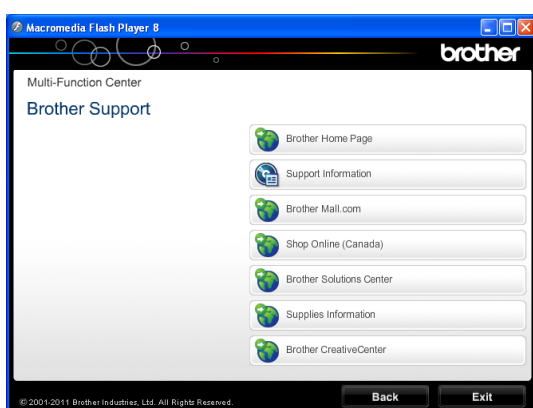 Macromedia Flash Player 8
brother
Multi-Function Center
Brother Support
Brother Home Page
Support Information
Brother Mall.com
Shop Online (Canada)
Brother Solutions Center
Supplies Information
Brother CreativeCenter
© 2001-2011 Brother Industries, Ltd. All Rights Reserved.
Back
Exit